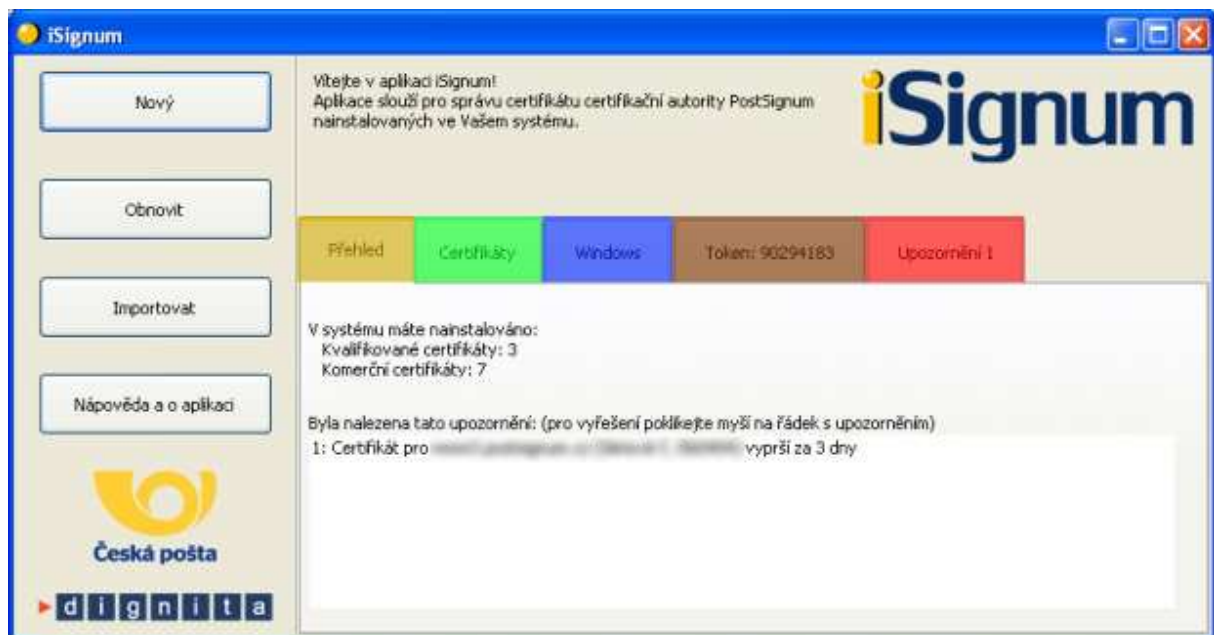 iSignum
Nový
Obnovit
Importovat
Nápověda a o aplikaci
Česká pošta
dignita
Vítejte v aplikaci iSignum!
Aplikace slouží pro správu certifikátu certifikační autority PostSignum
nainstalovaných ve Vašem systému.
iSignum
Přehled
Certifikáty
Windows
Token: 90294183
Upozornění 1
V systému máte nainstalováno:
Kvalifikované certifikáty: 3
Komerční certifikáty: 7
Byla nalezena tato upozornění: (pro vyřešení poklikejte myší na řádek s upozorněním)
1: Certifikát pro vyprší za 3 dny